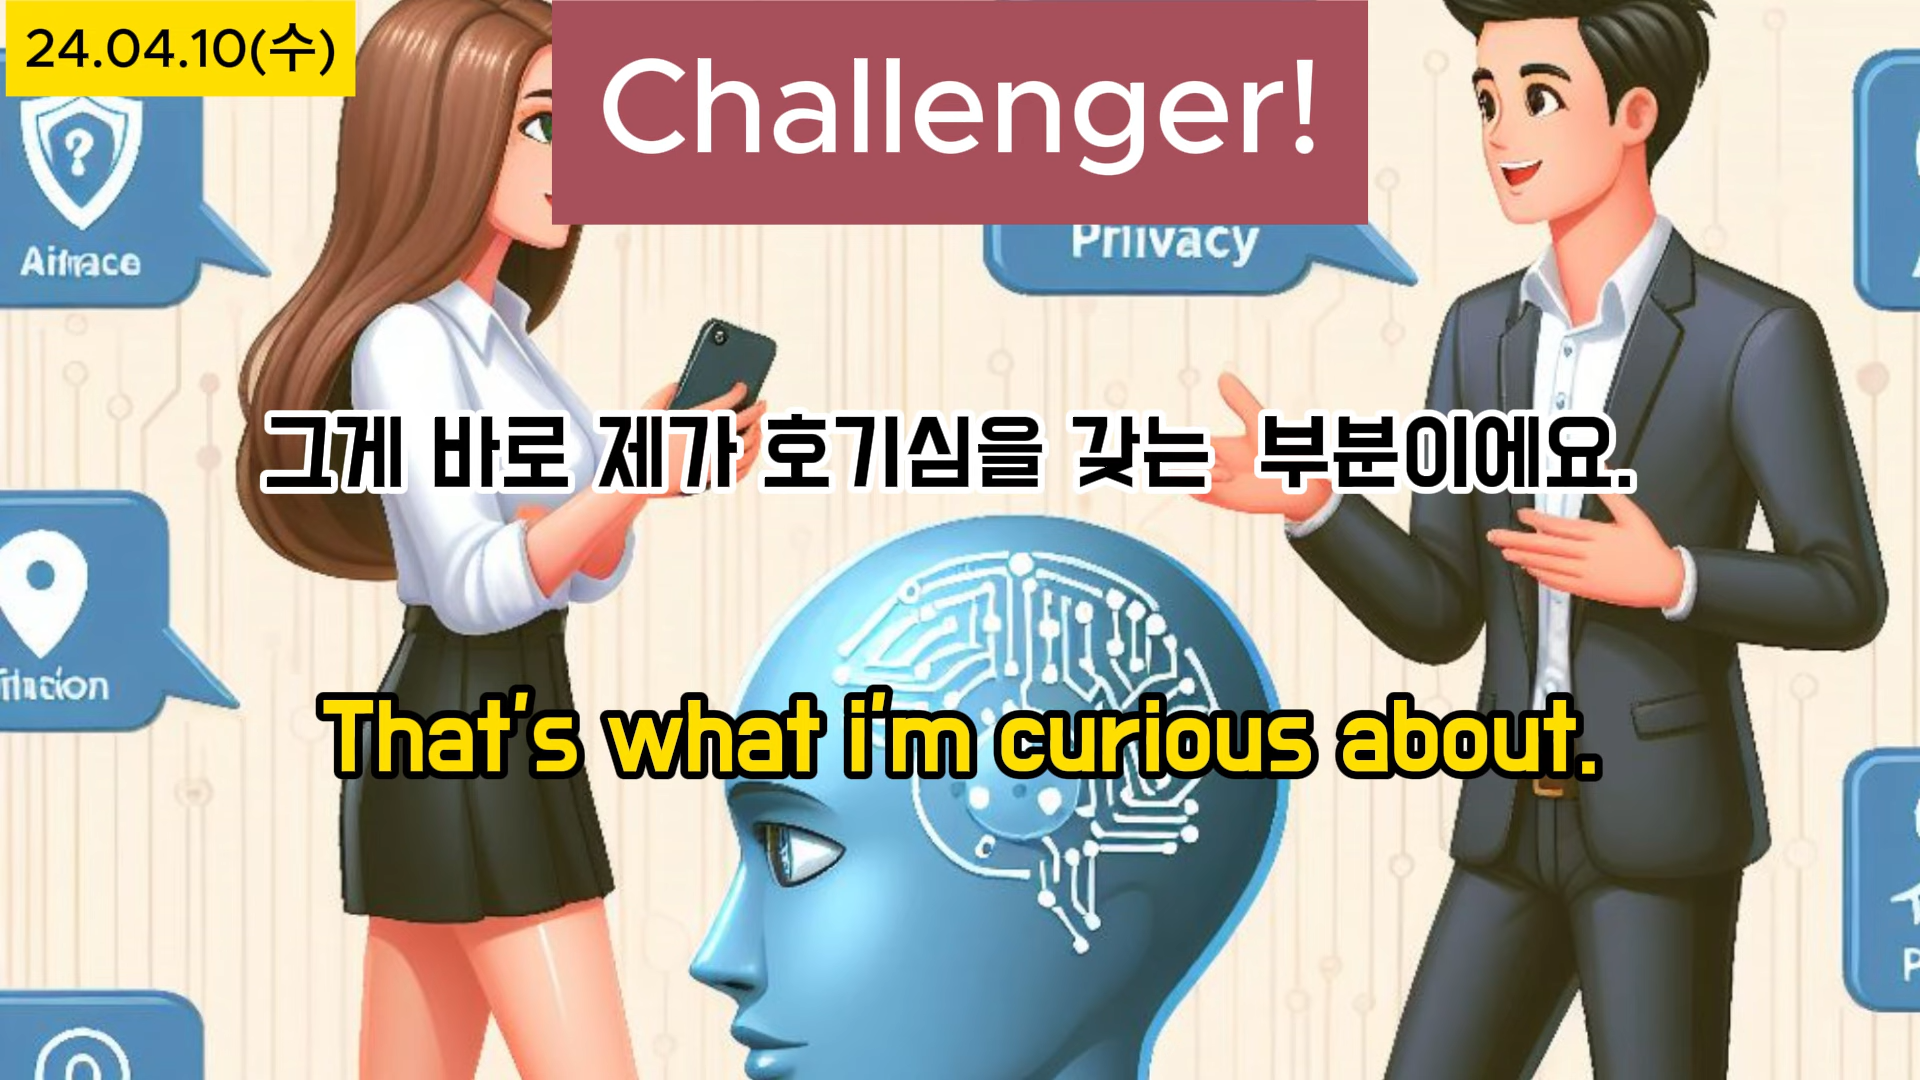 24.04.10(수)
Challenger!
그게 바로 제가 호기심을 갖는 부분이에요.
That's what i'm curious about.